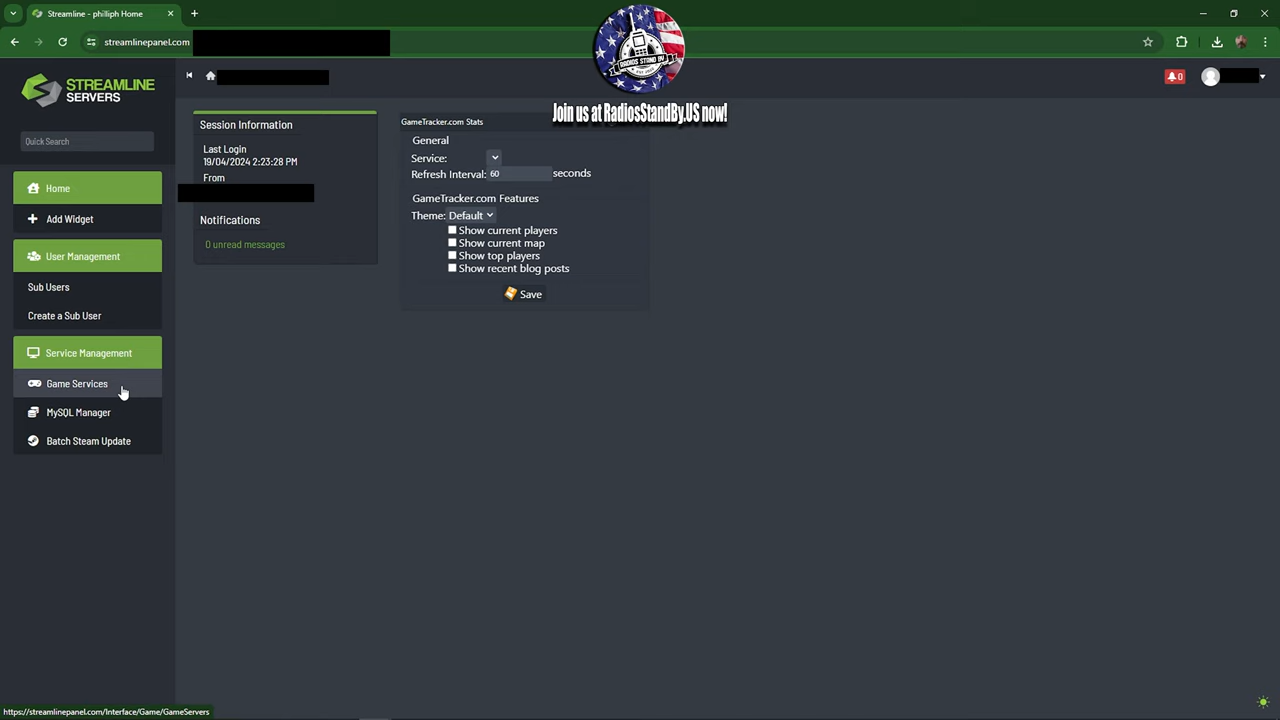 Streamline - philliph Home
streamlinepanel.com
RADIOS STAND BY
Join us at RadiosStandBy.US now!
STREAMLINE
SERVERS
0
Quick Search
Home
Add Widget
User Management
Sub Users
Create a Sub User
Service Management
Game Services
MySQL Manager
Batch Steam Update
Session Information
Last Login
19/04/2024 2:23:28 PM
From
Notifications
0 unread messages
GameTracker.com Stats
General
Service:
Refresh Interval: 60 seconds
GameTracker.com Features
Theme: Default
Show current players
Show current map
Show top players
Show recent blog posts
Save
https://streamlinepanel.com/Interface/Game/GameServers